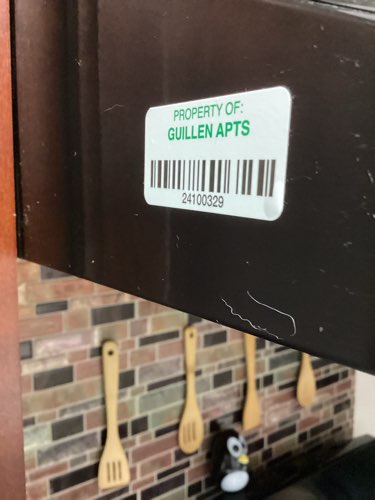 PROPERTY OF:
GUILLEN APTS
24100329